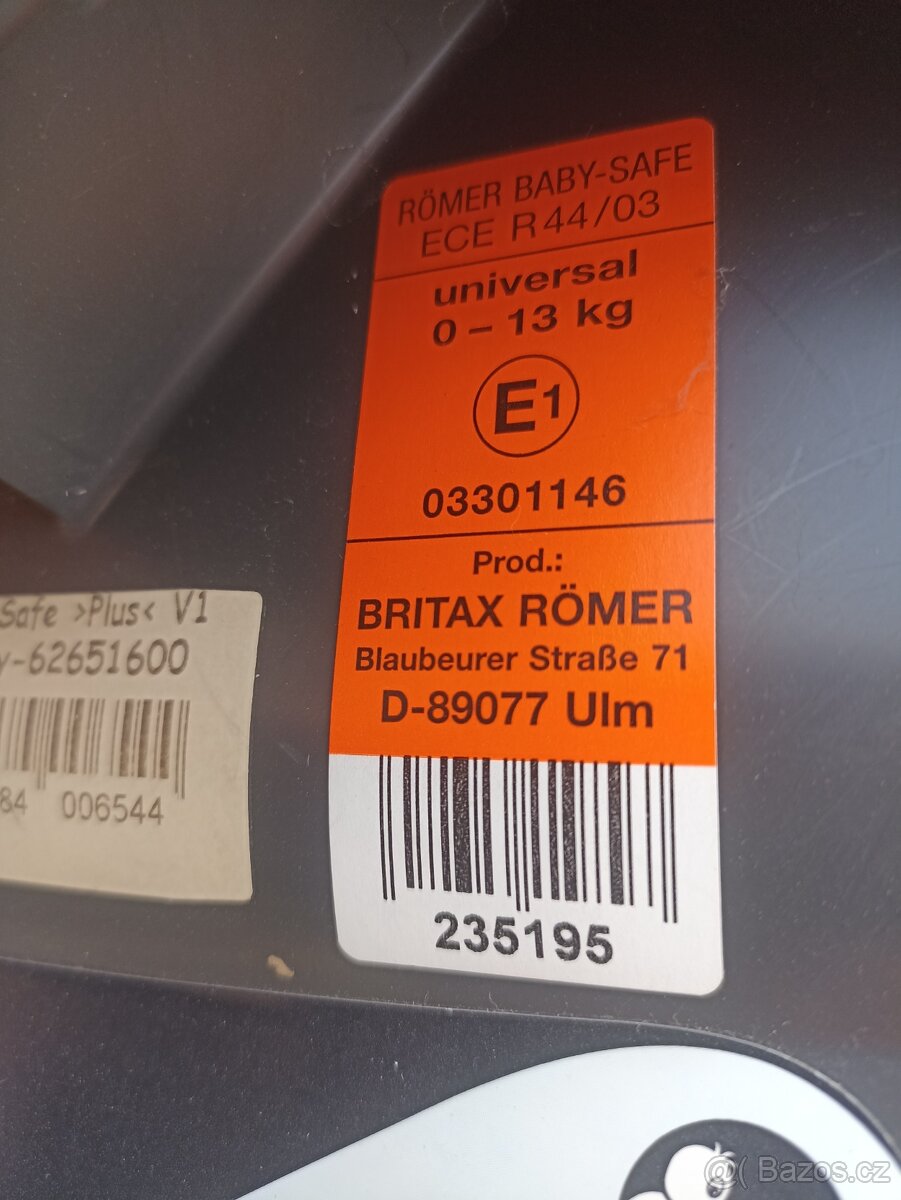 RÖMER BABY-SAFE
ECE R44/03
universal
0 – 13 kg
E1
03301146
Prod.:
BRITAX RÖMER
Blaubeurer Straße 71
D-89077 Ulm
235195
Safe >Plus< V1
y-62651600
84 006544
@ Bazos.cz